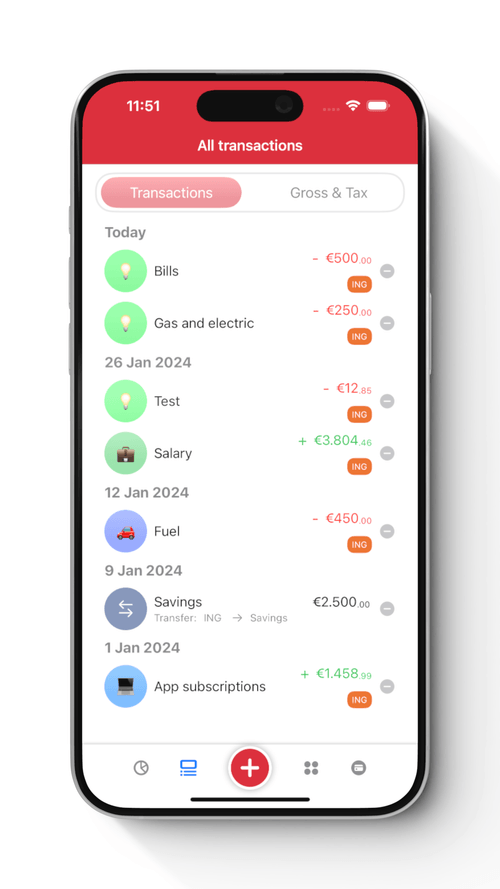 11:51
All transactions
Transactions Gross & Tax
Today
Bills - €500.00
ING
Gas and electric - €250.00
ING
26 Jan 2024
Test - €12.85
ING
Salary + €3.804.46
ING
12 Jan 2024
Fuel - €450.00
ING
9 Jan 2024
Savings €2.500.00
Transfer: ING → Savings
1 Jan 2024
App subscriptions + €1.458.99
ING